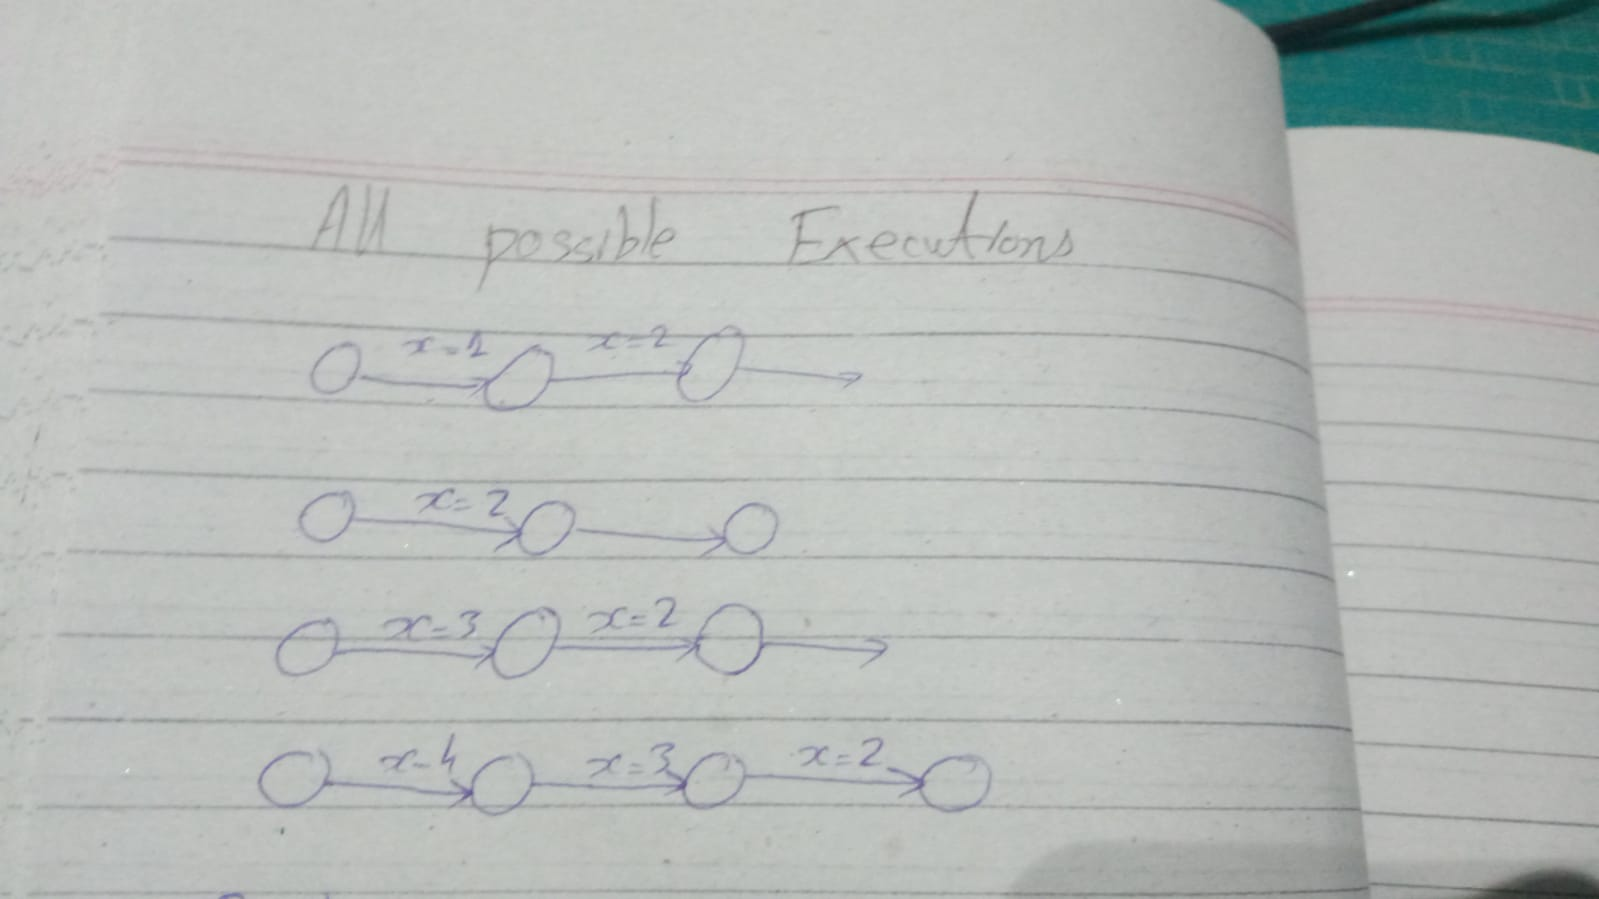 All possible Executions
x=1 x=2
x=2
x=3 x=2
x=4 x=3 x=2